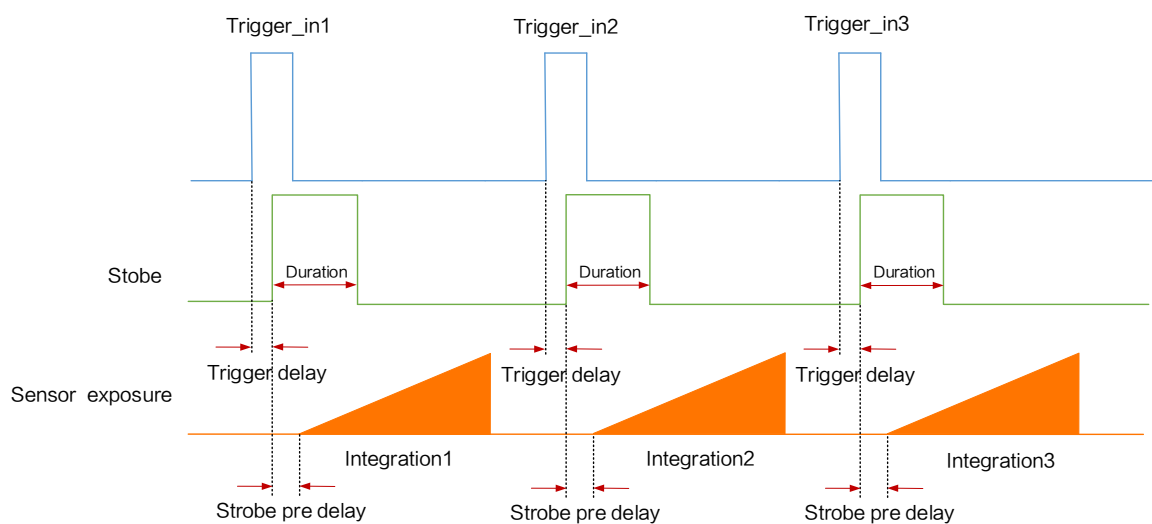 Trigger_in1
Trigger_in2
Trigger_in3
Stobe
Duration
Duration
Duration
Trigger delay
Trigger delay
Trigger delay
Sensor exposure
Integration1
Integration2
Integration3
Strobe pre delay
Strobe pre delay
Strobe pre delay